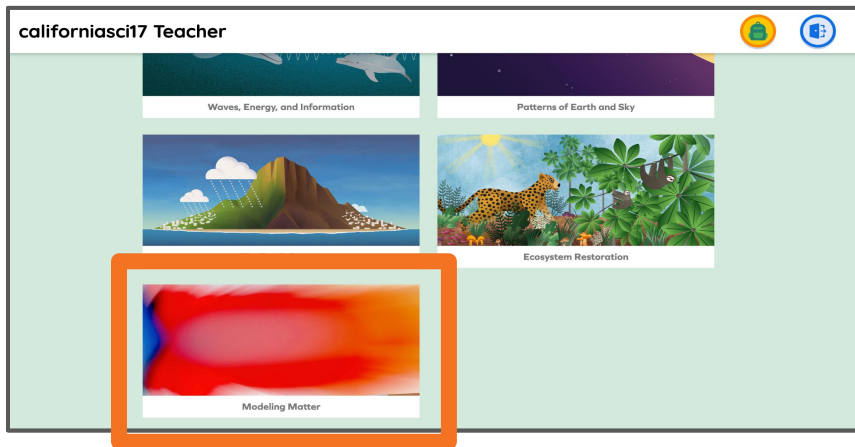 californiasci17 Teacher
Waves, Energy, and Information
Patterns of Earth and Sky
Ecosystem Restoration
Modeling Matter